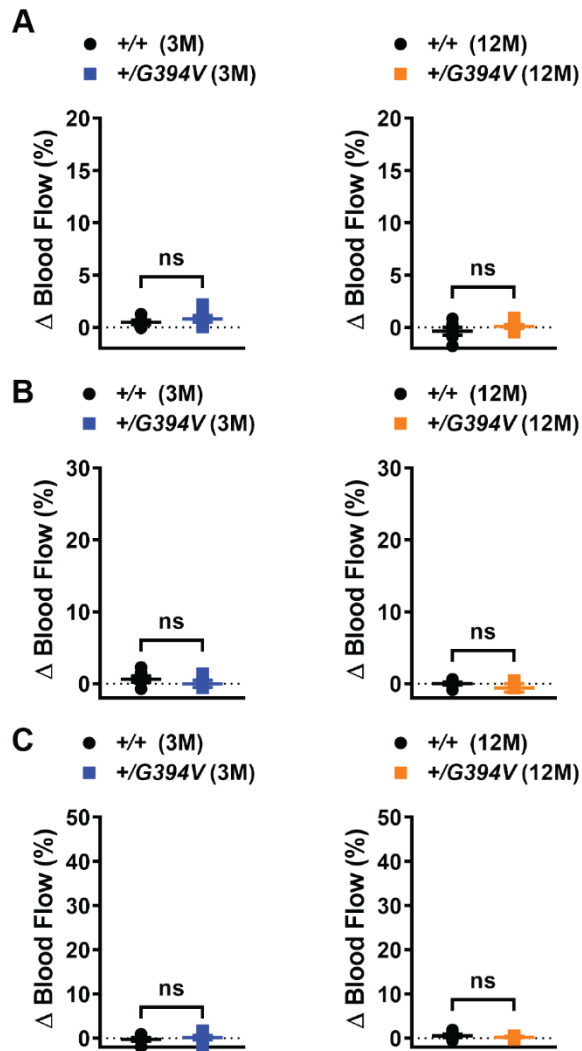 A
+/+ (3M)
+/G394V (3M)
+/+ (12M)
+/G394V (12M)
Δ Blood Flow (%)
20
15
10
5
0
ns
Δ Blood Flow (%)
20
15
10
5
0
ns
B
+/+ (3M)
+/G394V (3M)
+/+ (12M)
+/G394V (12M)
Δ Blood Flow (%)
30
20
10
0
ns
Δ Blood Flow (%)
30
20
10
0
ns
C
+/+ (3M)
+/G394V (3M)
+/+ (12M)
+/G394V (12M)
Δ Blood Flow (%)
50
40
30
20
10
0
ns
Δ Blood Flow (%)
50
40
30
20
10
0
ns